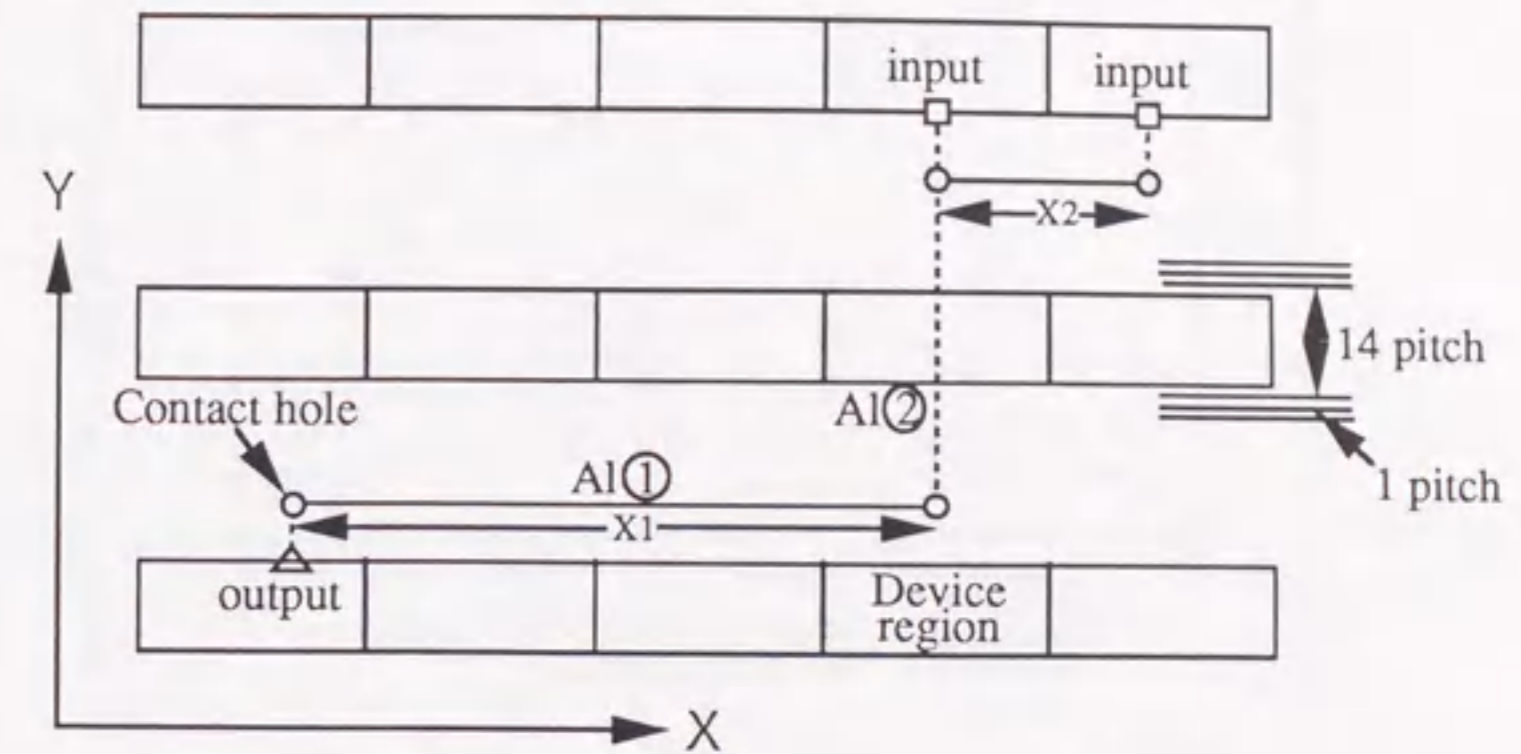 input
input
Y
X2
14 pitch
Contact hole
Al②
Al①
1 pitch
X1
output
Device
region
X